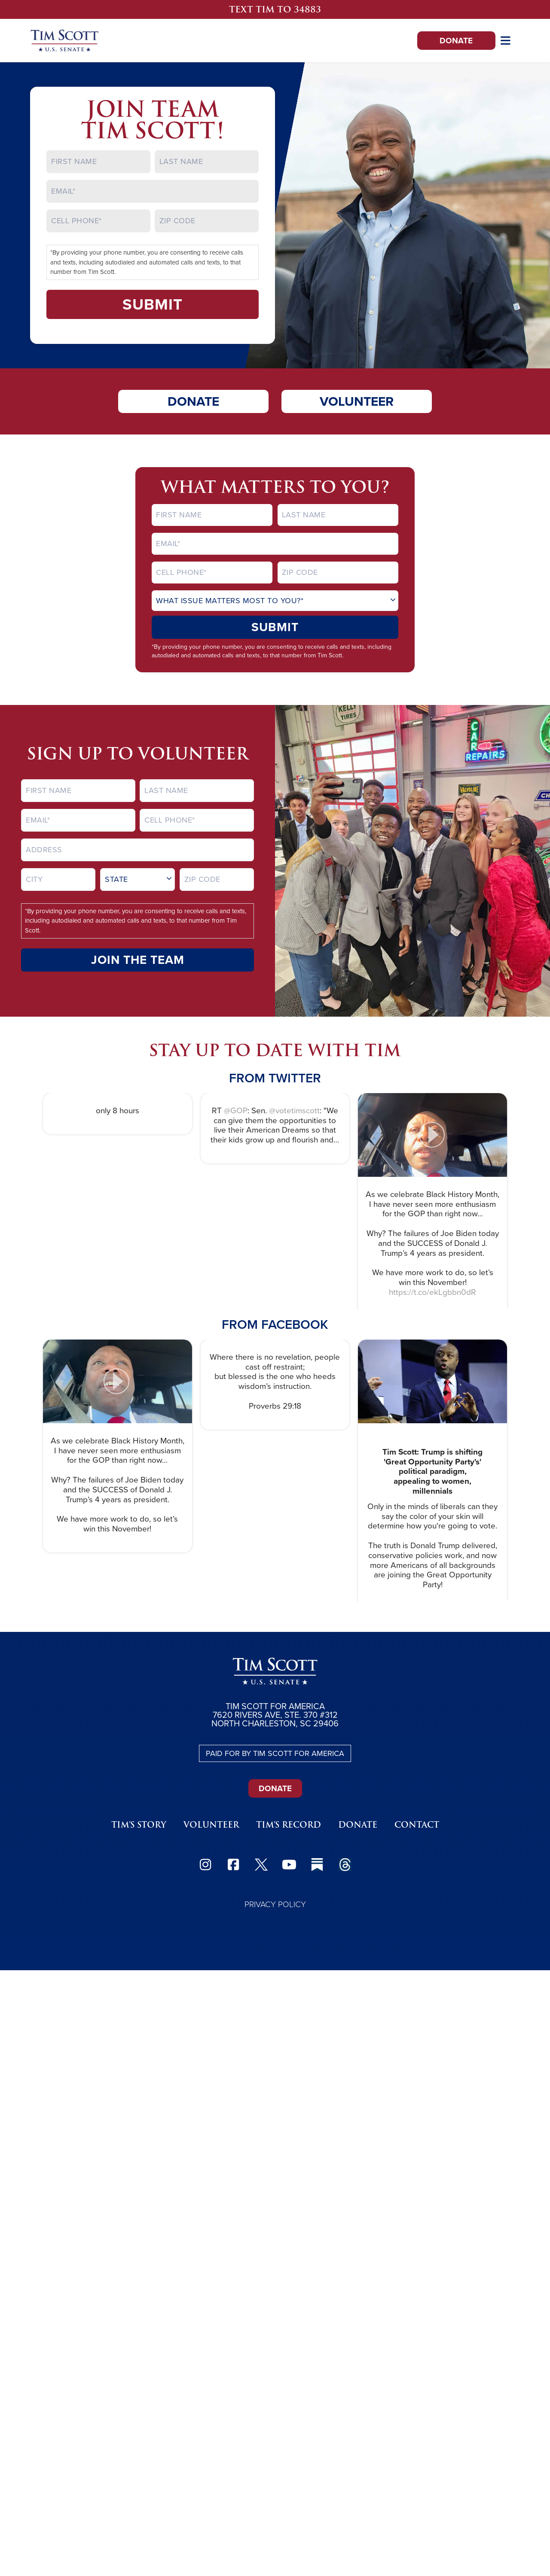 TEXT TIM TO 34883
TIM SCOTT
U.S. SENATE
DONATE
JOIN TEAM
TIM SCOTT!
FIRST NAME
LAST NAME
EMAIL*
CELL PHONE*
ZIP CODE
*By providing your phone number, you are consenting to receive calls
and texts, including autodialed and automated calls and texts, to that
number from Tim Scott.
SUBMIT
DONATE
VOLUNTEER
WHAT MATTERS TO YOU?
FIRST NAME
LAST NAME
EMAIL*
CELL PHONE*
ZIP CODE
WHAT ISSUE MATTERS MOST TO YOU?*
SUBMIT
*By providing your phone number, you are consenting to receive calls and texts, including
autodialed and automated calls and texts, to that number from Tim Scott.
SIGN UP TO VOLUNTEER
FIRST NAME
LAST NAME
EMAIL*
CELL PHONE*
ADDRESS
CITY
STATE
ZIP CODE
*By providing your phone number, you are consenting to receive calls and texts,
including autodialed and automated calls and texts, to that number from Tim
Scott.
JOIN THE TEAM
KELLY
TIRES
CAR
REPAIRS
VALVOLINE
CH
STAY UP TO DATE WITH TIM
FROM TWITTER
only 8 hours
RT @GOP: Sen. @votetimscott: "We
can give them the opportunities to
live their American Dreams so that
their kids grow up and flourish and...
As we celebrate Black History Month,
I have never seen more enthusiasm
for the GOP than right now...
Why? The failures of Joe Biden today
and the SUCCESS of Donald J.
Trump's 4 years as president.
We have more work to do, so let's
win this November!
https://t.co/ekLgbbn0dR
FROM FACEBOOK
As we celebrate Black History Month,
I have never seen more enthusiasm
for the GOP than right now...
Why? The failures of Joe Biden today
and the SUCCESS of Donald J.
Trump's 4 years as president.
We have more work to do, so let's
win this November!
Where there is no revelation, people
cast off restraint;
but blessed is the one who heeds
wisdom's instruction.
Proverbs 29:18
Tim Scott: Trump is shifting
'Great Opportunity Party's'
political paradigm,
appealing to women,
millennials
Only in the minds of liberals can they
say the color of your skin will
determine how you're going to vote.
The truth is Donald Trump delivered,
conservative policies work, and now
more Americans of all backgrounds
are joining the Great Opportunity
Party!
TIM SCOTT
U.S. SENATE
TIM SCOTT FOR AMERICA
7620 RIVERS AVE, STE. 370 #312
NORTH CHARLESTON, SC 29406
PAID FOR BY TIM SCOTT FOR AMERICA
DONATE
TIM'S STORY
VOLUNTEER
TIM'S RECORD
DONATE
CONTACT
PRIVACY POLICY